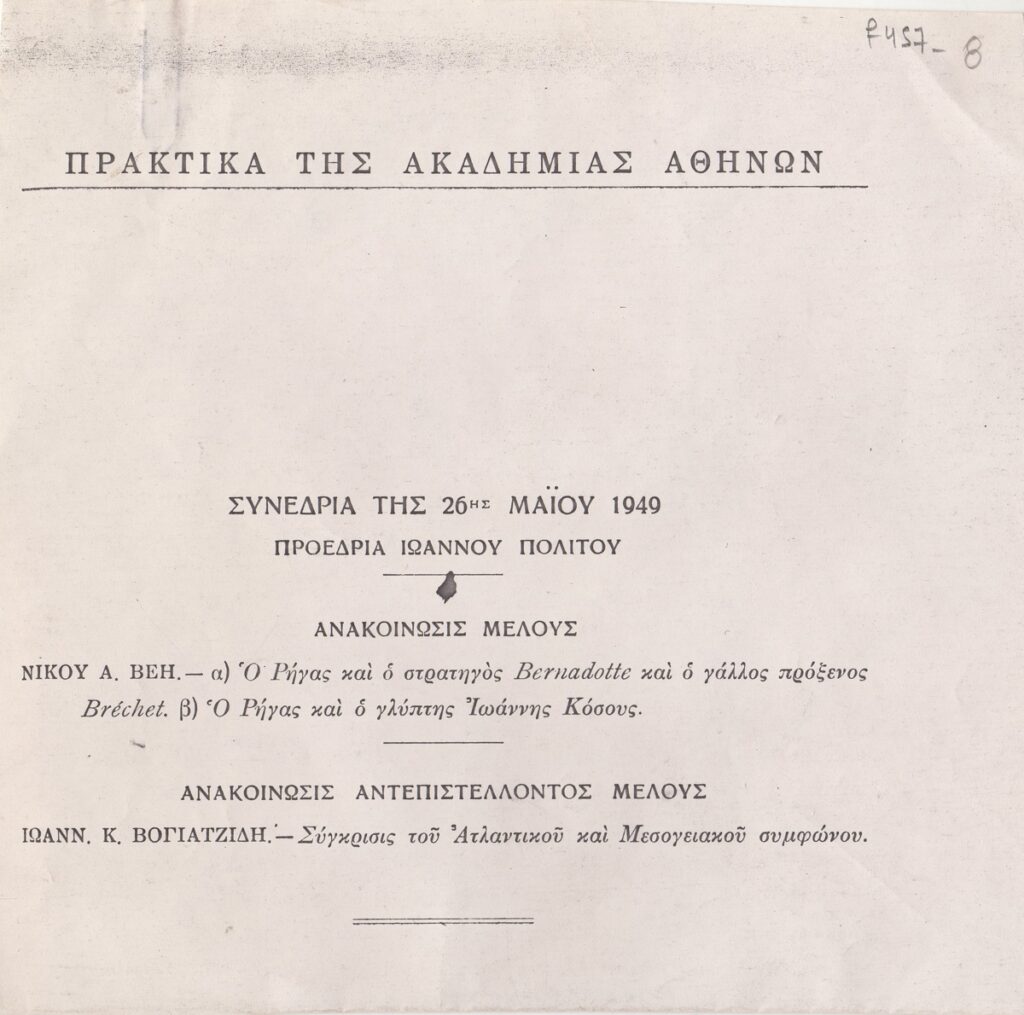 F457-8
ΠΡΑΚΤΙΚΑ ΤΗΣ ΑΚΑΔΗΜΙΑΣ ΑΘΗΝΩΝ
ΣΥΝΕΔΡΙΑ ΤΗΣ 26ΗΣ ΜΑΪΟΥ 1949
ΠΡΟΕΔΡΙΑ ΙΩΑΝΝΟΥ ΠΟΛΙΤΟΥ
ΑΝΑΚΟΙΝΩΣΙΣ ΜΕΛΟΥΣ
ΝΙΚΟΥ Α. ΒΕΗ.— α) Ὁ Ρήγας καὶ ὁ στρατηγὸς Bernadotte καὶ ὁ γάλλος πρόξενος
Bréchet. β) Ὁ Ρήγας καὶ ὁ γλύπτης Ἰωάννης Κόσους.
ΑΝΑΚΟΙΝΩΣΙΣ ΑΝΤΕΠΙΣΤΕΛΛΟΝΤΟΣ ΜΕΛΟΥΣ
ΙΩΑΝΝ. Κ. ΒΟΓΙΑΤΖΙΔΗ.— Σύγκρισις τοῦ Ἀτλαντικοῦ καὶ Μεσογειακοῦ συμφώνου.